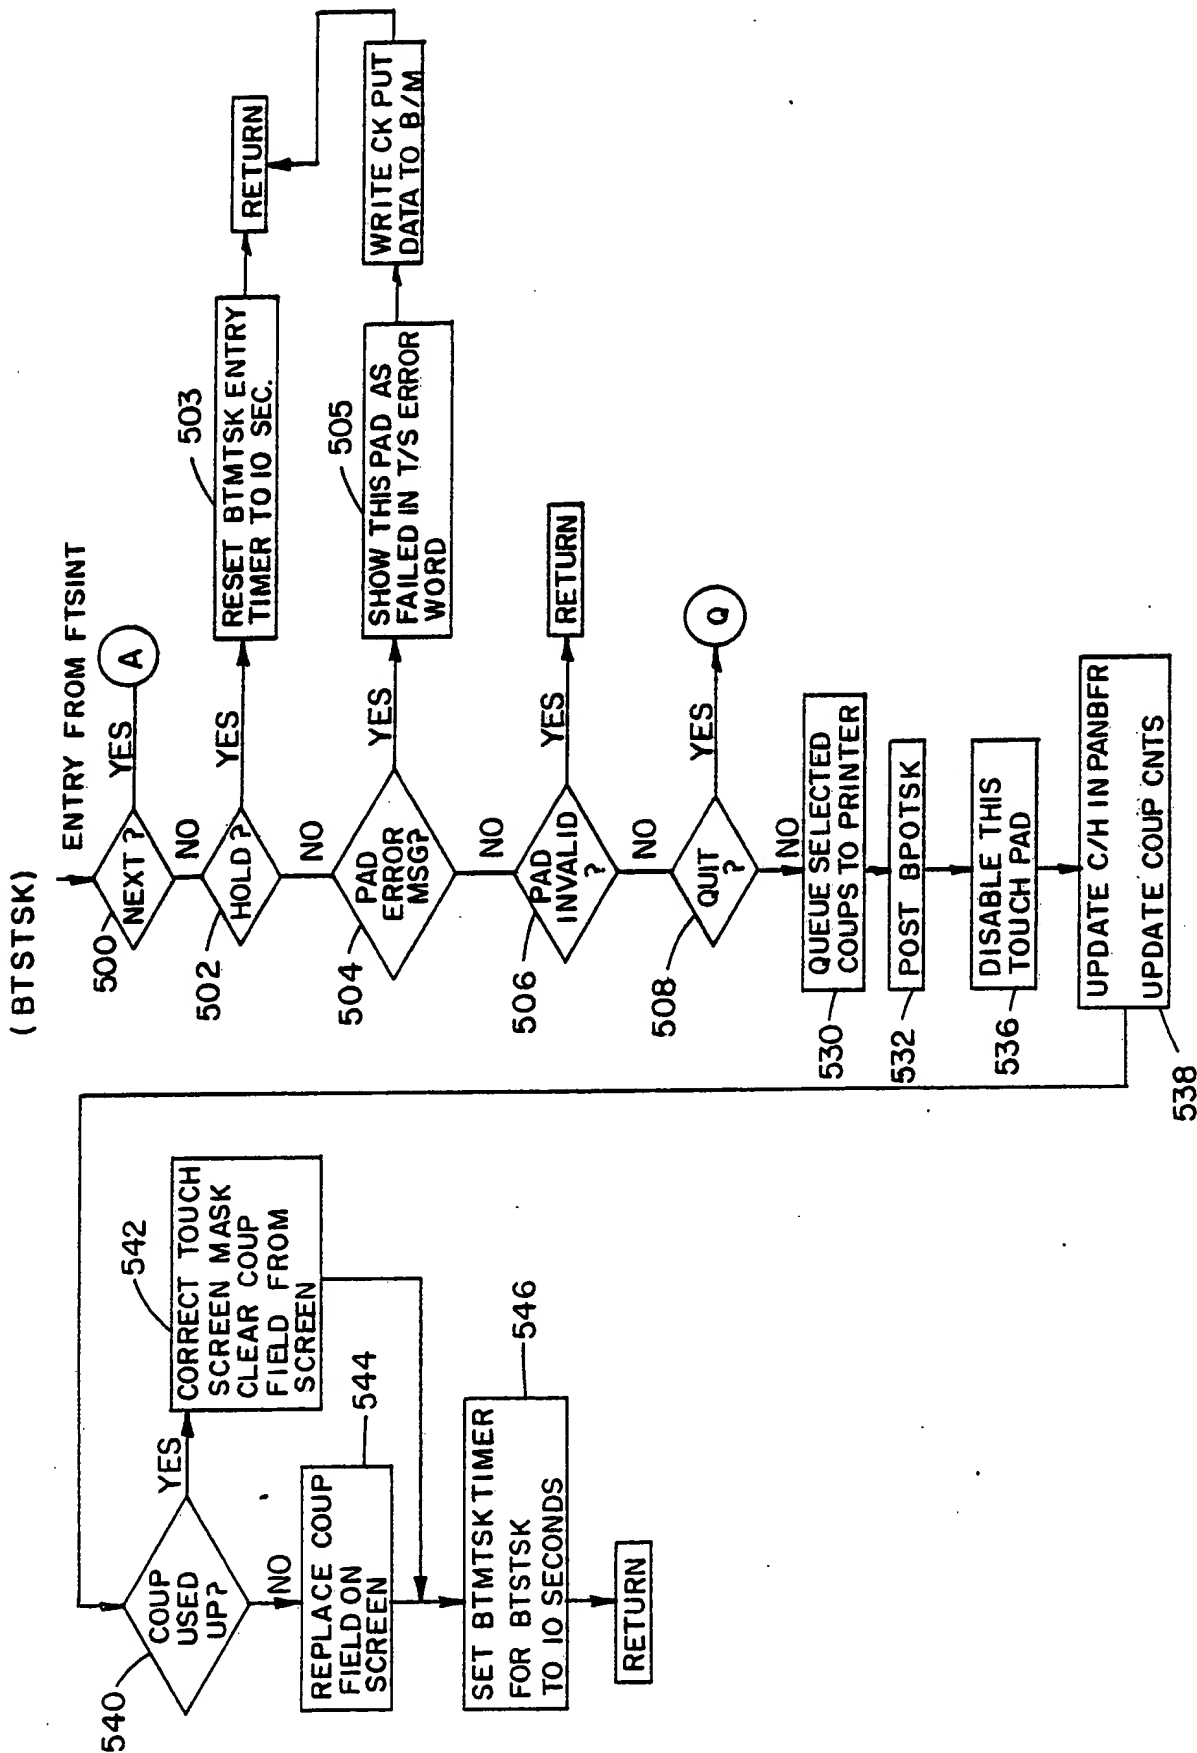 (BTSTSK)
ENTRY FROM FTSINT
500
NEXT ?
YES
A
NO
502
HOLD ?
YES
503
RESET BTMTSK ENTRY
TIMER TO 10 SEC.
RETURN
NO
504
PAD
ERROR
MSG?
YES
505
SHOW THIS PAD AS
FAILED IN T/S ERROR
WORD
WRITE CK PUT
DATA TO B/M
NO
506
PAD
INVALID
?
YES
RETURN
NO
508
QUIT
?
YES
Q
NO
530
QUEUE SELECTED
COUPS TO PRINTER
532
POST BPOTSK
536
DISABLE THIS
TOUCH PAD
538
UPDATE C/H IN PANBFR
UPDATE COUP CNTS
540
COUP
USED
UP?
YES
542
CORRECT TOUCH
SCREEN MASK
CLEAR COUP
FIELD FROM
SCREEN
NO
544
REPLACE COUP
FIELD ON
SCREEN
546
SET BTMTSK TIMER
FOR BTSTSK
TO 10 SECONDS
RETURN